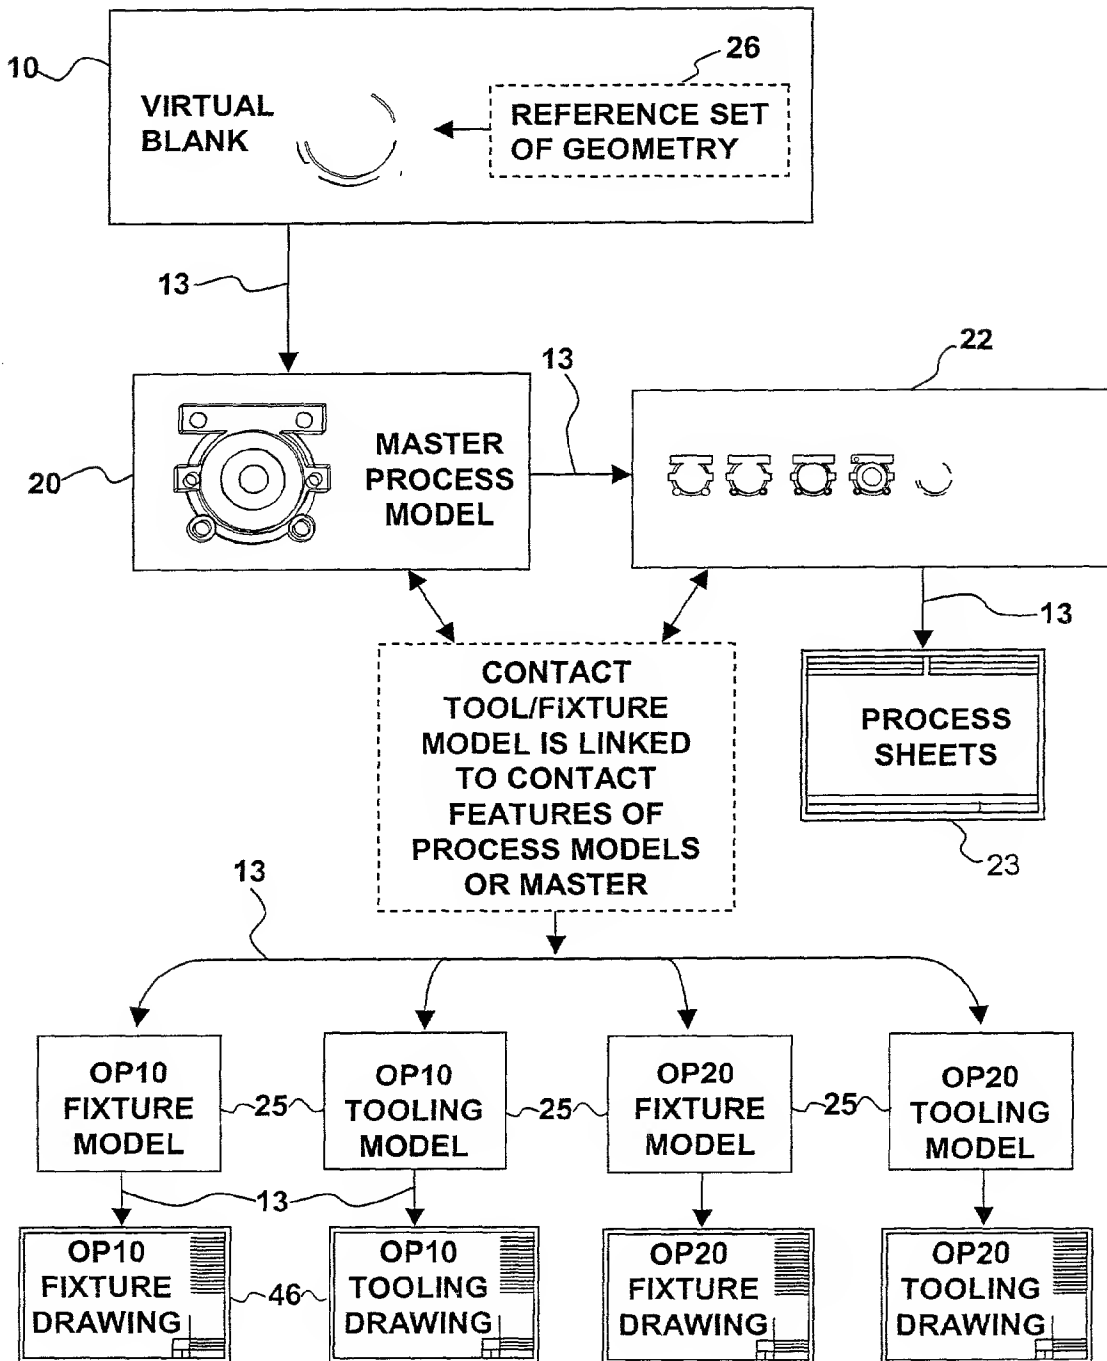 10
26
VIRTUAL
BLANK
REFERENCE SET
OF GEOMETRY
13
13
22
20
MASTER
PROCESS
MODEL
13
CONTACT
TOOL/FIXTURE
MODEL IS LINKED
TO CONTACT
FEATURES OF
PROCESS MODELS
OR MASTER
PROCESS
SHEETS
23
13
OP10
FIXTURE
MODEL
25
OP10
TOOLING
MODEL
25
OP20
FIXTURE
MODEL
25
OP20
TOOLING
MODEL
13
OP10
FIXTURE
DRAWING
46
OP10
TOOLING
DRAWING
OP20
FIXTURE
DRAWING
OP20
TOOLING
DRAWING